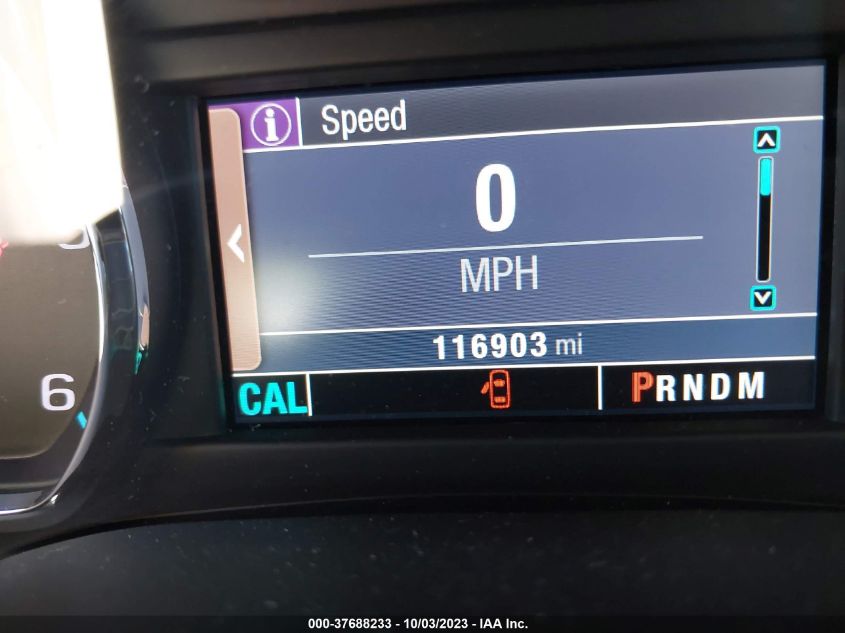 Speed
0
MPH
116903 mi
CAL
PRNDM
6
000-37688233 - 10/03/2023 - IAA Inc.